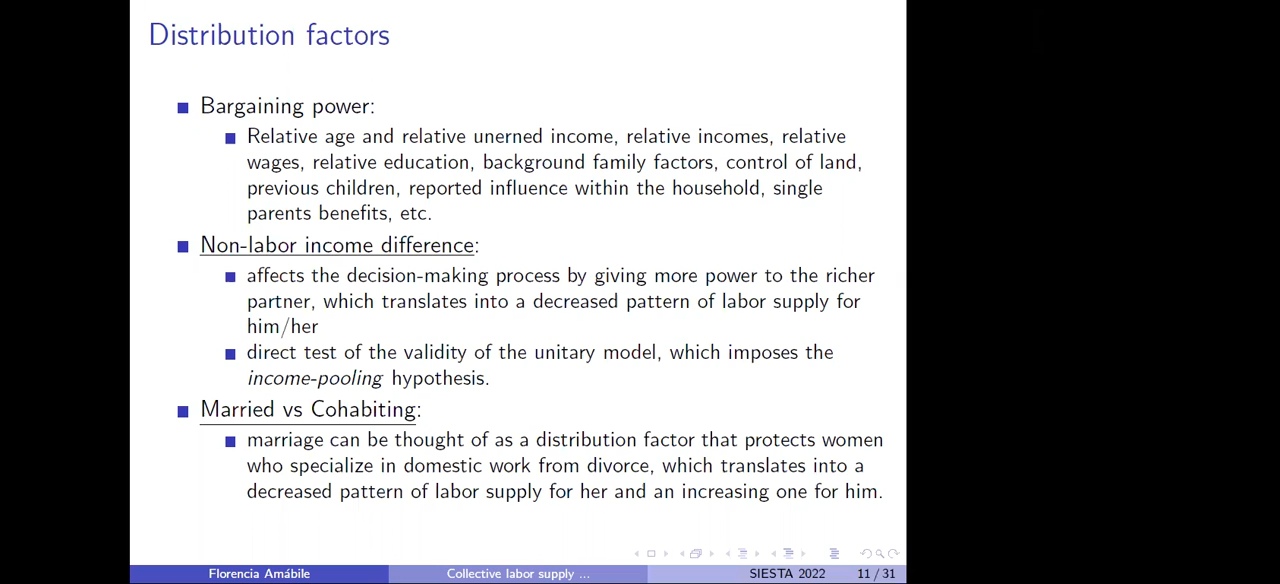 Distribution factors
Bargaining power:
Relative age and relative unerned income, relative incomes, relative
wages, relative education, background family factors, control of land,
previous children, reported influence within the household, single
parents benefits, etc.
Non-labor income difference:
affects the decision-making process by giving more power to the richer
partner, which translates into a decreased pattern of labor supply for
him/her
direct test of the validity of the unitary model, which imposes the
income-pooling hypothesis.
Married vs Cohabiting:
marriage can be thought of as a distribution factor that protects women
who specialize in domestic work from divorce, which translates into a
decreased pattern of labor supply for her and an increasing one for him.
Florencia Amábile Collective labor supply ... SIESTA 2022 11 / 31